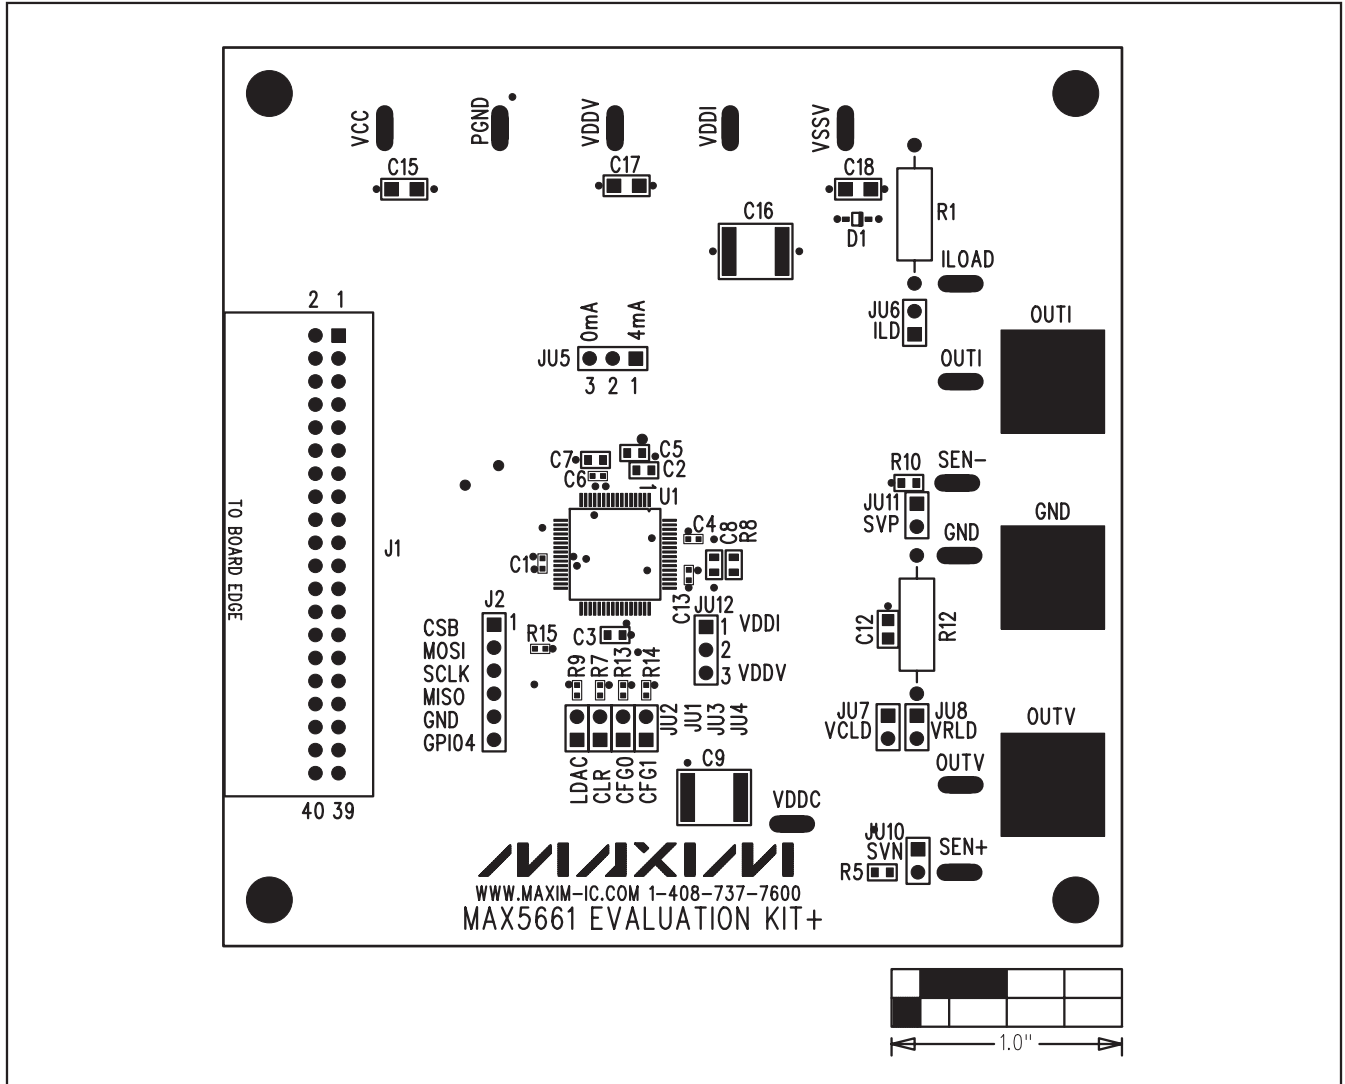 VCC PGND VDDV VDDI VSSV
C15 C17 C18
C16 R1
D1
ILOAD
2 1
0mA 4mA
JU6
ILD
OUTI
JU5
OUTI
3 2 1
C7 C5
C6 C2
R10 SEN-
1 U1
JU11
SVP
GND
TO BOARD EDGE
J1
C4 C8 R8
GND
C1
C13
J2 JU12
1
CSB
MOSI
SCLK
MISO
GND
GPIO4
R15 C3
1 VDDI
2
3 VDDV
C12 R12
R9 R7 R13 R14
JU2 JU1 JU3 JU4
JU7 JU8
VCLD VRLD
OUTV
OUTV
LDAC CLR CFG0 CFG1
C9
VDDC
40 39
JU10
SVN
SEN+
R5
MAXIM
WWW.MAXIM-IC.COM 1-408-737-7600
MAX5661 EVALUATION KIT+
1.0"